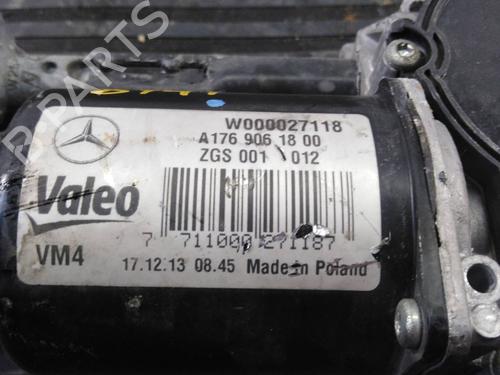 W000027118
A176 906 18 00
ZGS 001 012
Valeo
7 711000 271187
VM4
17.12.13 08.45 Made in Poland